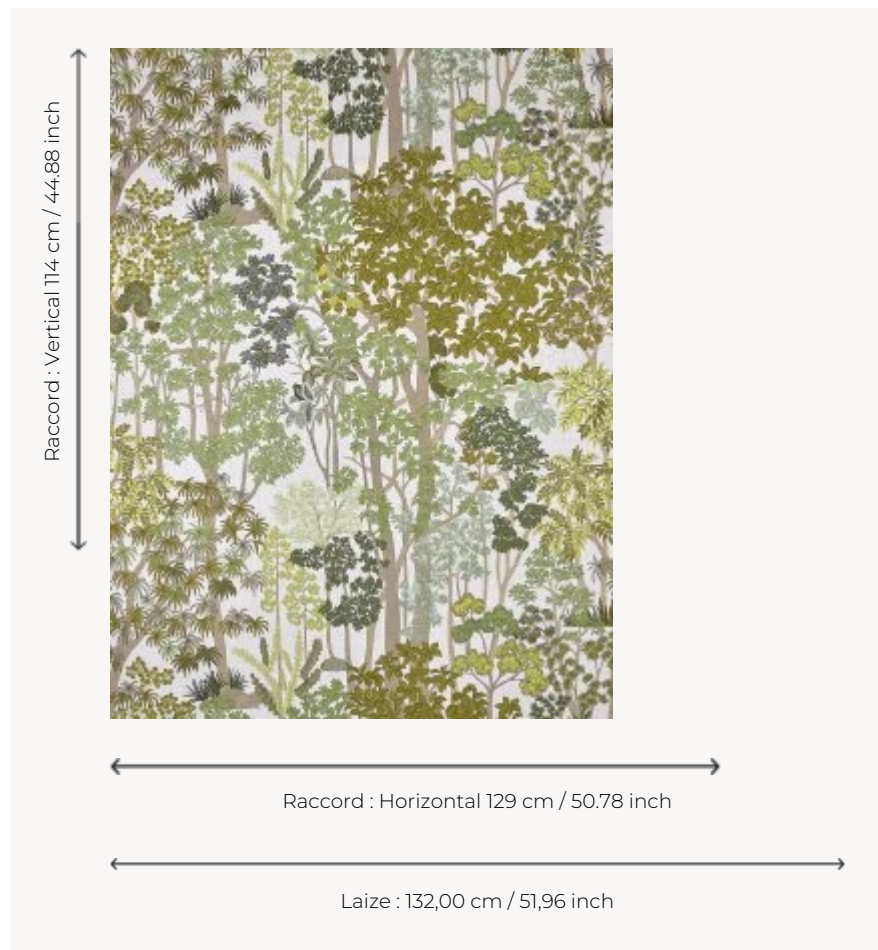 Raccord : Vertical 114 cm / 44.88 inch
Raccord : Horizontal 129 cm / 50.78 inch
Laize : 132,00 cm / 51,96 inch